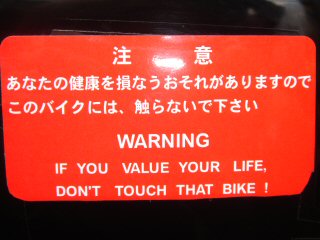 注 意
あなたの健康を損なうおそれがありますので
このバイクには、触らないで下さい
WARNING
IF YOU VALUE YOUR LIFE,
DON'T TOUCH THAT BIKE !